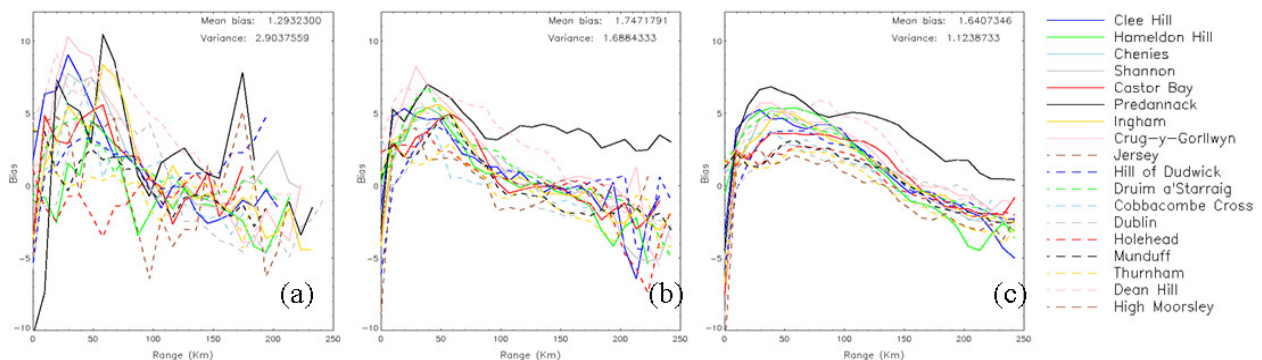 Mean bias: 1.2932300
Variance: 2.9037559
10
5
0
−5
−10
Bias
(a)
0 50 100 150 200 250
Range (Km)
Mean bias: 1.7471791
Variance: 1.6884333
10
5
0
−5
−10
Bias
(b)
0 50 100 150 200 250
Range (Km)
Mean bias: 1.6407346
Variance: 1.1238733
10
5
0
−5
−10
Bias
(c)
0 50 100 150 200 250
Range (Km)
Clee Hill
Hameldon Hill
Chenies
Shannon
Castor Bay
Predannack
Ingham
Crug−y−Gorllwyn
Jersey
Hill of Dudwick
Druim a'Starraig
Cobbacombe Cross
Dublin
Holehead
Munduff
Thurnham
Dean Hill
High Moorsley